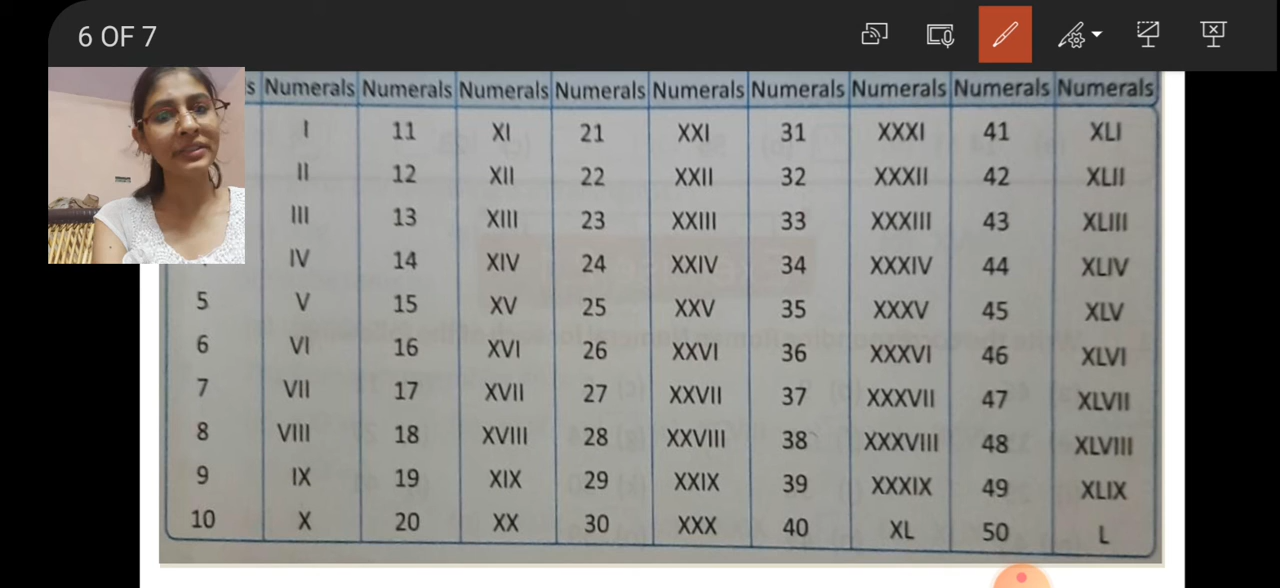 6 OF 7
s Numerals Numerals Numerals Numerals Numerals Numerals Numerals Numerals Numerals
I 11 XI 21 XXI 31 XXXI 41 XLI
II 12 XII 22 XXII 32 XXXII 42 XLII
III 13 XIII 23 XXIII 33 XXXIII 43 XLIII
IV 14 XIV 24 XXIV 34 XXXIV 44 XLIV
5 V 15 XV 25 XXV 35 XXXV 45 XLV
6 VI 16 XVI 26 XXVI 36 XXXVI 46 XLVI
7 VII 17 XVII 27 XXVII 37 XXXVII 47 XLVII
8 VIII 18 XVIII 28 XXVIII 38 XXXVIII 48 XLVIII
9 IX 19 XIX 29 XXIX 39 XXXIX 49 XLIX
10 X 20 XX 30 XXX 40 XL 50 L